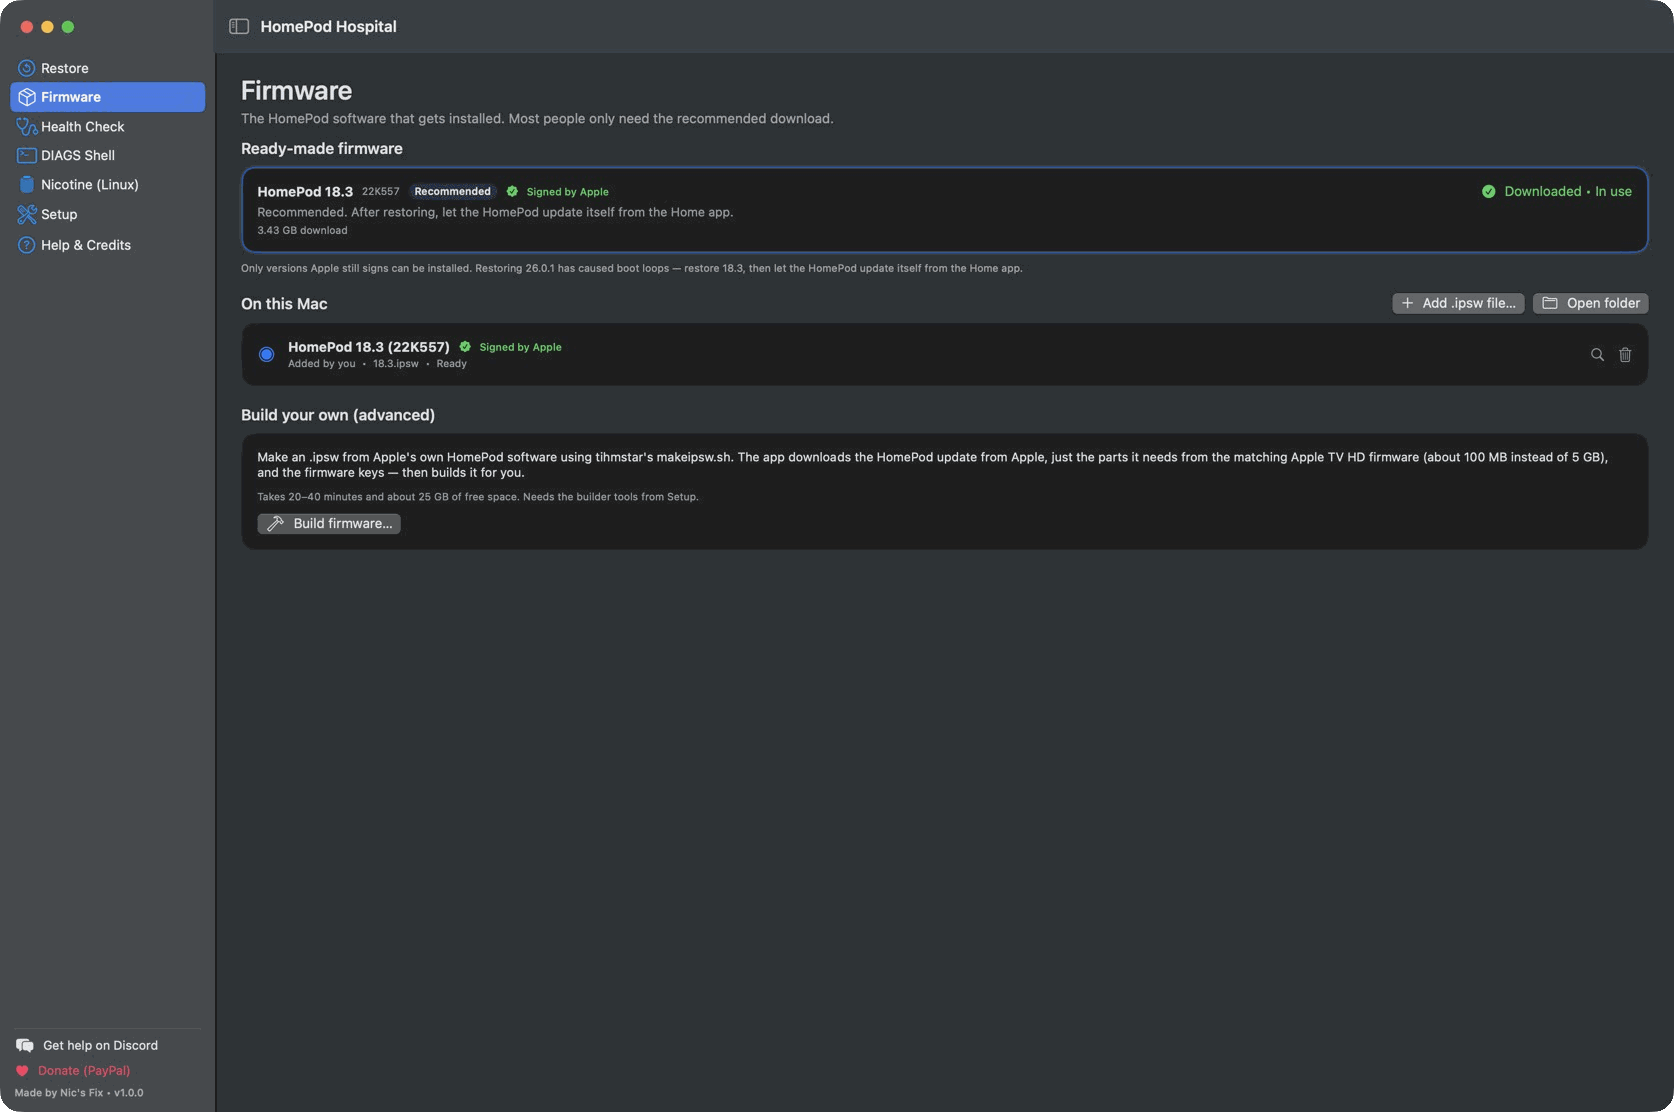 HomePod Hospital
Restore
Firmware
Health Check
DIAGS Shell
Nicotine (Linux)
Setup
Help & Credits
Get help on Discord
Donate (PayPal)
Made by Nic's Fix • v1.0.0
Firmware
The HomePod software that gets installed. Most people only need the recommended download.
Ready-made firmware
HomePod 18.3 22K557 Recommended Signed by Apple
Downloaded • In use
Recommended. After restoring, let the HomePod update itself from the Home app.
3.43 GB download
Only versions Apple still signs can be installed. Restoring 26.0.1 has caused boot loops — restore 18.3, then let the HomePod update itself from the Home app.
On this Mac
Add .ipsw file...
Open folder
HomePod 18.3 (22K557) Signed by Apple
Added by you • 18.3.ipsw • Ready
Build your own (advanced)
Make an .ipsw from Apple's own HomePod software using tihmstar's makeipsw.sh. The app downloads the HomePod update from Apple, just the parts it needs from the matching Apple TV HD firmware (about 100 MB instead of 5 GB),
and the firmware keys — then builds it for you.
Takes 20–40 minutes and about 25 GB of free space. Needs the builder tools from Setup.
Build firmware...